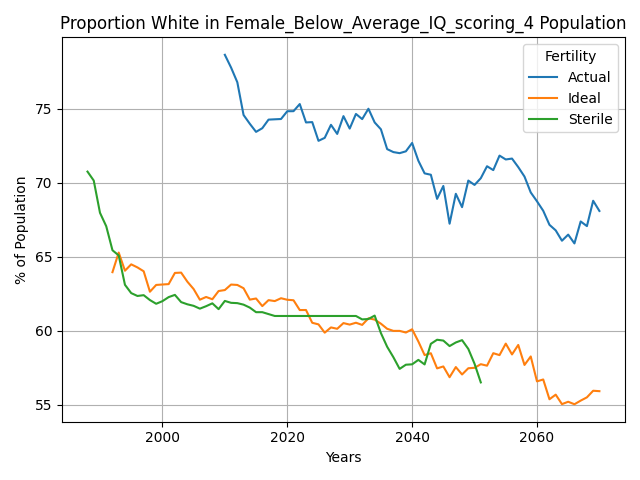 Proportion White in Female_Below_Average_IQ_scoring_4 Population
Fertility
Actual
Ideal
Sterile
% of Population
75
70
65
60
55
2000
2020
2040
2060
Years